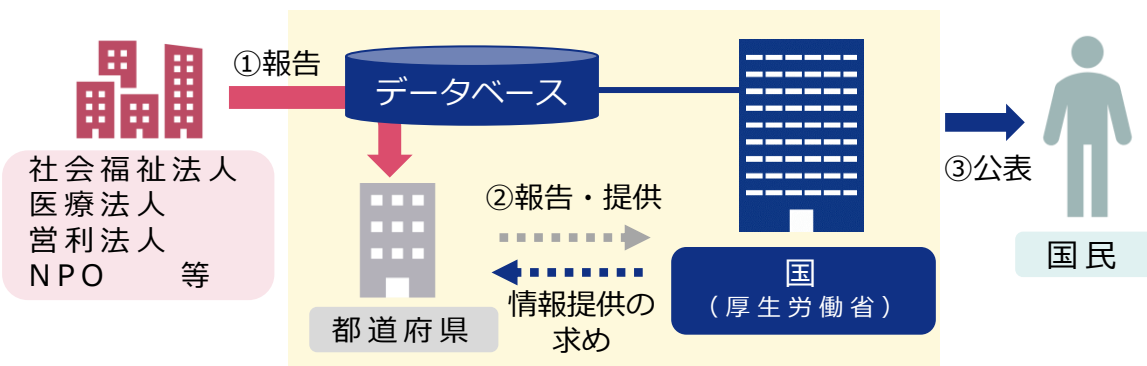 ①報告
データベース
社会福祉法人
医療法人
営利法人
NPO 等
②報告・提供
情報提供の
求め
都道府県
国
（厚生労働省）
③公表
国民